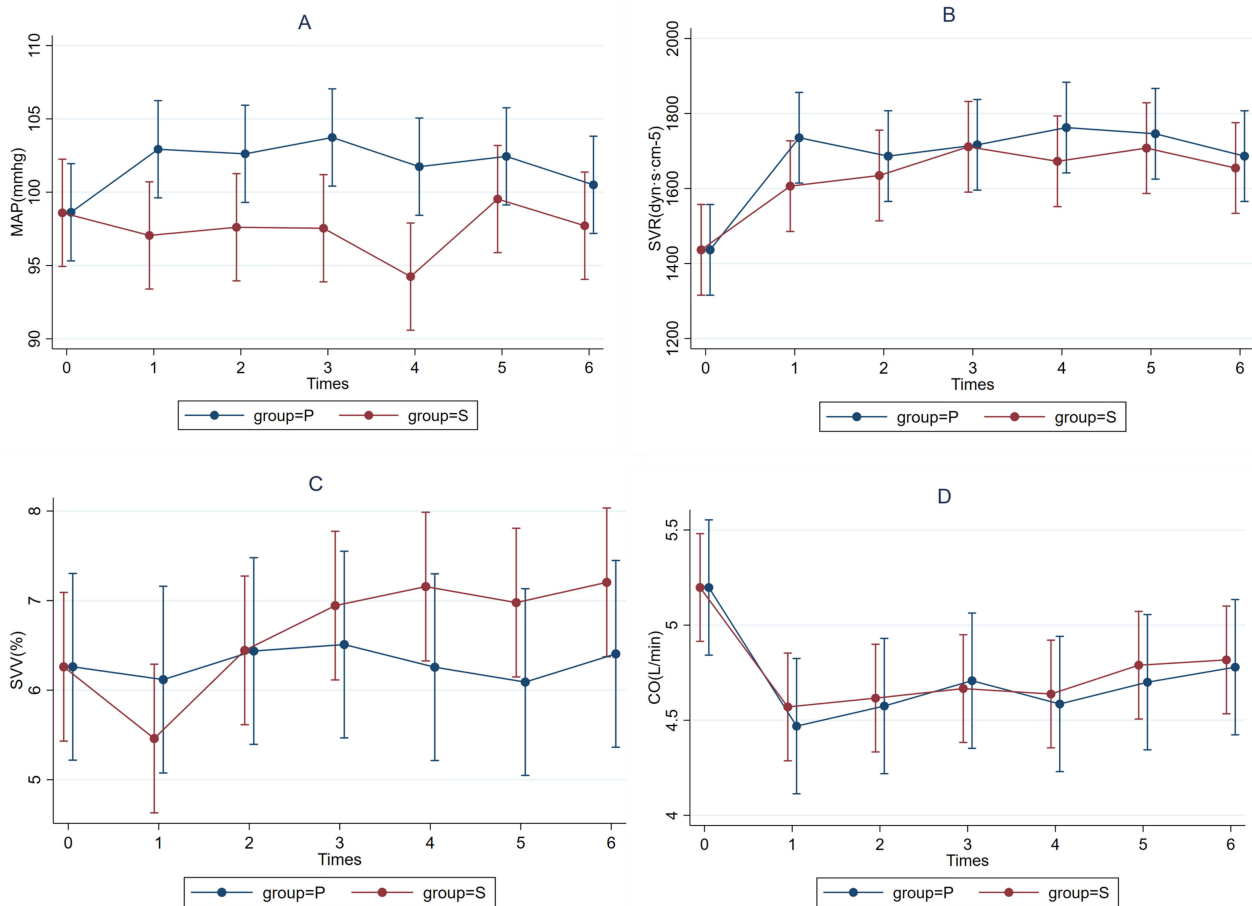 A
MAP(mmhg)
110
105
100
95
90
0 1 2 3 4 5 6
Times
group=P group=S
B
SVR(dyn·s·cm-5)
2000
1800
1600
1400
1200
0 1 2 3 4 5 6
Times
group=P group=S
C
SVV(%)
8
7
6
5
0 1 2 3 4 5 6
Times
group=P group=S
D
CO(L/min)
5.5
5
4.5
4
0 1 2 3 4 5 6
Times
group=P group=S